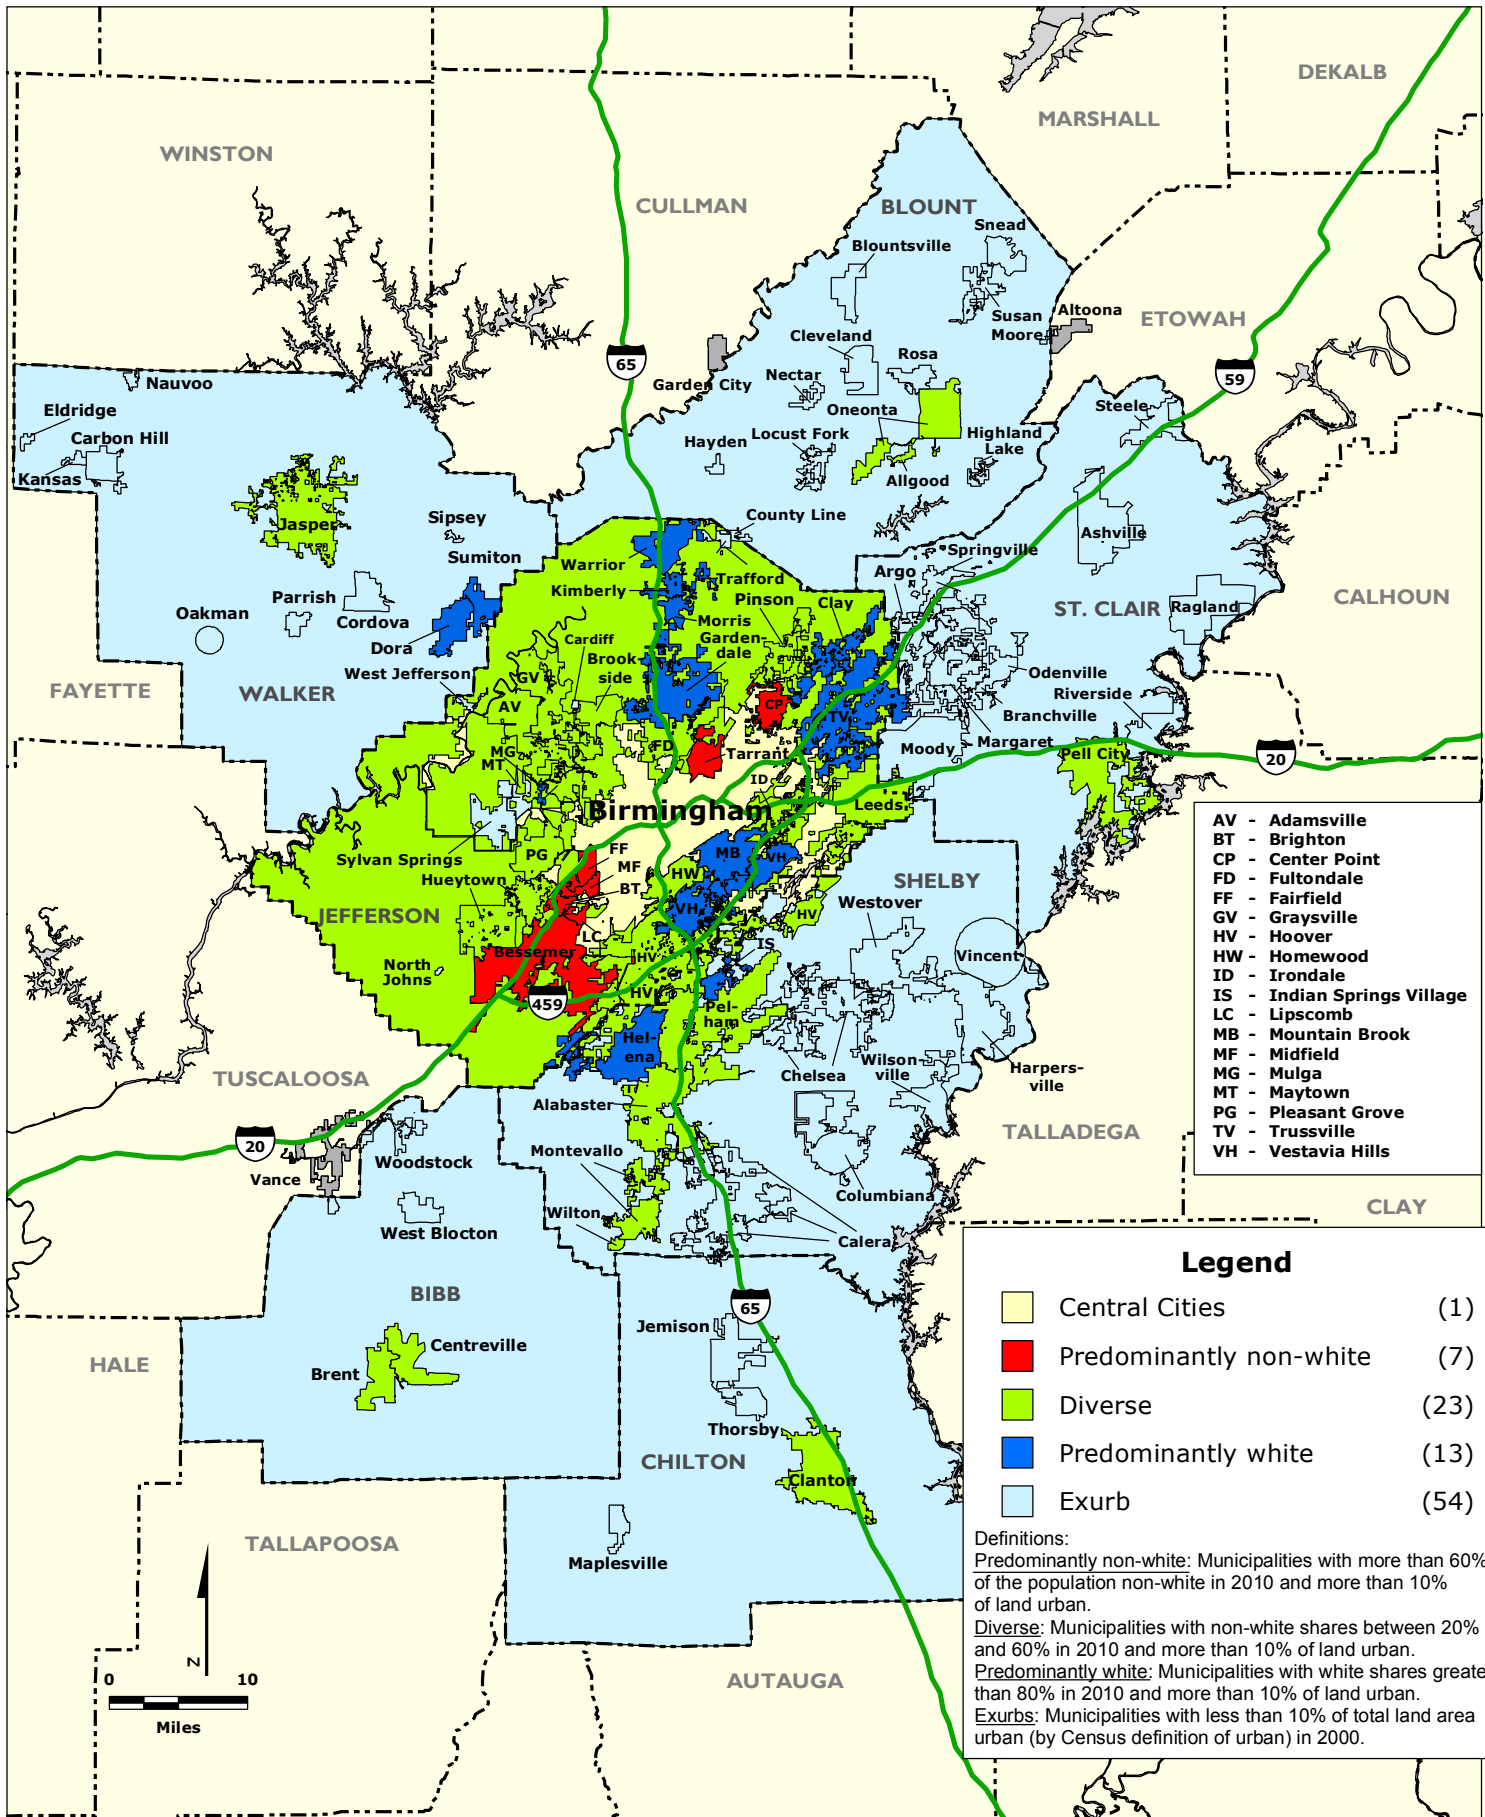 DEKALB
MARSHALL
WINSTON
CULLMAN
BLOUNT
Snead
Blountsville
Susan
Moore
Altoona
ETOWAH
Cleveland
Rosa
65
59
Garden City
Nectar
Nauvoo
Eldridge
Carbon Hill
Kansas
Oneonta
Steele
Hayden
Locust Fork
Highland
Lake
Allgood
Jasper
Sipsey
County Line
Ashville
Sumiton
Springville
Warrior
Argo
Trafford
Kimberly
Pinson
Clay
Parrish
Cordova
Oakman
ST. CLAIR
Ragland
CALHOUN
Morris
Garden-
dale
Dora
Cardiff
Brook-
side
West Jefferson
Odenville
FAYETTE
WALKER
GV
AV
CP
Riverside
TV
Branchville
MG
MT
FD
Tarrant
Moody
Margaret
Pell City
20
ID
Birmingham
Leeds
AV - Adamsville
BT - Brighton
CP - Center Point
FD - Fultondale
FF - Fairfield
GV - Graysville
HV - Hoover
HW - Homewood
ID - Irondale
IS - Indian Springs Village
LC - Lipscomb
MB - Mountain Brook
MF - Midfield
MG - Mulga
MT - Maytown
PG - Pleasant Grove
TV - Trussville
VH - Vestavia Hills
Sylvan Springs
PG
FF
MF
BT
MB
VH
HW
Hueytown
SHELBY
Westover
JEFFERSON
VH
HV
LC
IS
Bessemer
HV
Vincent
North
Johns
HV
459
Pel-
ham
Hel-
ena
Chelsea
Wilson-
ville
Harpers-
ville
TUSCALOOSA
Alabaster
TALLADEGA
20
Vance
Woodstock
Montevallo
Columbiana
Wilton
West Blocton
Calera
CLAY
BIBB
65
Jemison
HALE
Centreville
Brent
Thorsby
CHILTON
Clanton
TALLAPOOSA
Maplesville
AUTAUGA
N
0 10
Miles
Legend
Central Cities (1)
Predominantly non-white (7)
Diverse (23)
Predominantly white (13)
Exurb (54)
Definitions:
Predominantly non-white: Municipalities with more than 60%
of the population non-white in 2010 and more than 10%
of land urban.
Diverse: Municipalities with non-white shares between 20%
and 60% in 2010 and more than 10% of land urban.
Predominantly white: Municipalities with white shares greate
than 80% in 2010 and more than 10% of land urban.
Exurbs: Municipalities with less than 10% of total land area
urban (by Census definition of urban) in 2000.